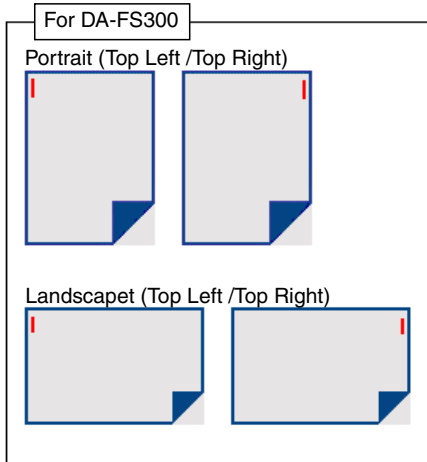 For DA-FS300
Portrait (Top Left /Top Right)
Landscapet (Top Left /Top Right)